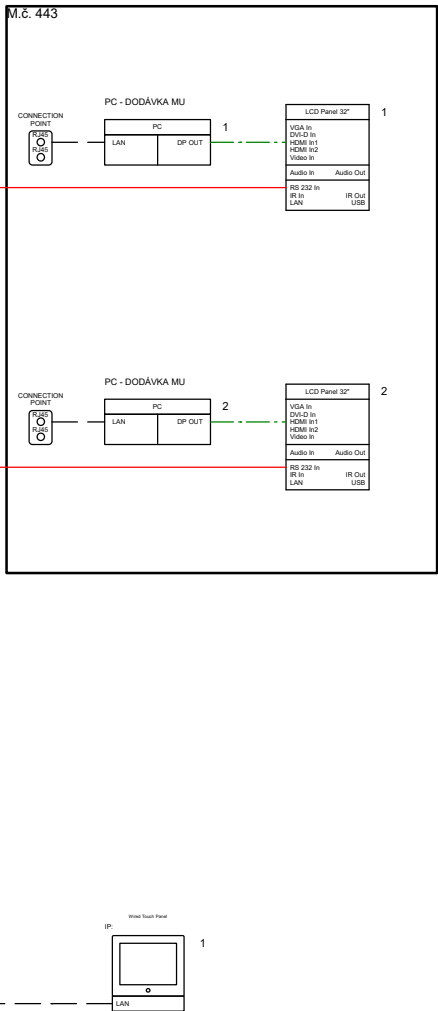 M.č. 443
PC - DODÁVKA MU
CONNECTION
POINT
RJ45
RJ45
PC
1
LAN
DP OUT
LCD Panel 32"
1
VGA In
DVI-D In
HDMI In1
HDMI In2
Video In
Audio In Audio Out
RS 232 In
IR In IR Out
LAN USB
PC - DODÁVKA MU
CONNECTION
POINT
RJ45
RJ45
PC
2
LAN
DP OUT
LCD Panel 32"
2
VGA In
DVI-D In
HDMI In1
HDMI In2
Video In
Audio In Audio Out
RS 232 In
IR In IR Out
LAN USB
Wired Touch Panel
IP:
1
LAN